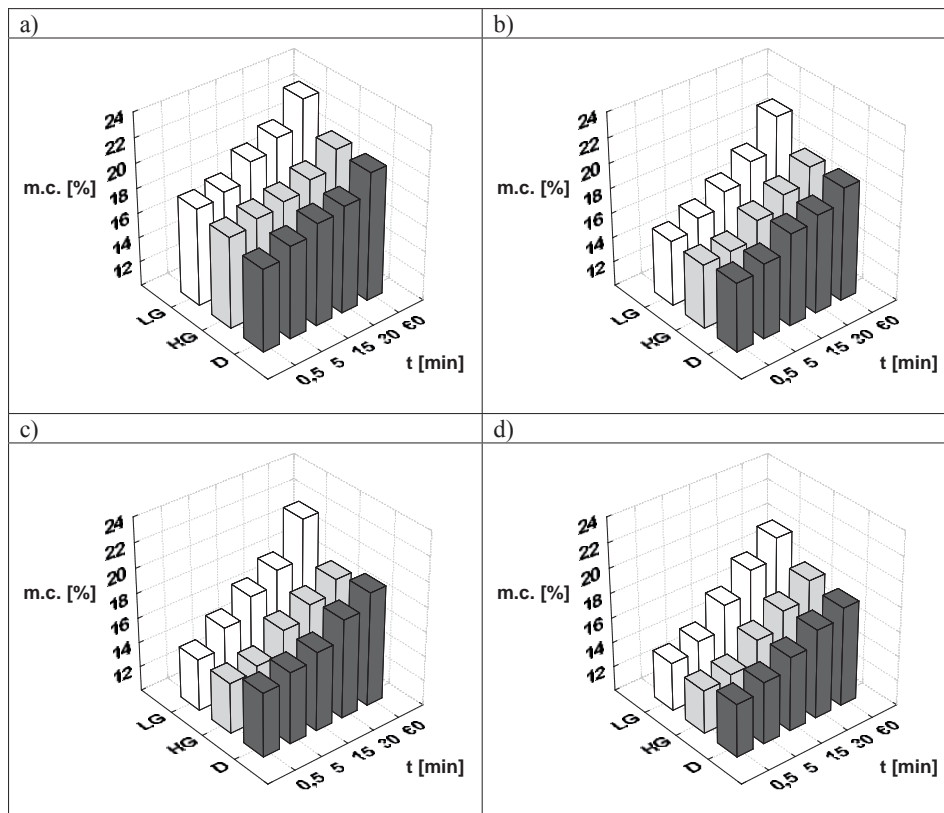 a)
24
22
20
18
16
14
12
m.c. [%]
LG
HG
D
0,5 5 15 30 60
t [min]
b)
24
22
20
18
16
14
12
m.c. [%]
LG
HG
D
0,5 5 15 30 60
t [min]
c)
24
22
20
18
16
14
12
m.c. [%]
LG
HG
D
0,5 5 15 30 60
t [min]
d)
24
22
20
18
16
14
12
m.c. [%]
LG
HG
D
0,5 5 15 30 60
t [min]